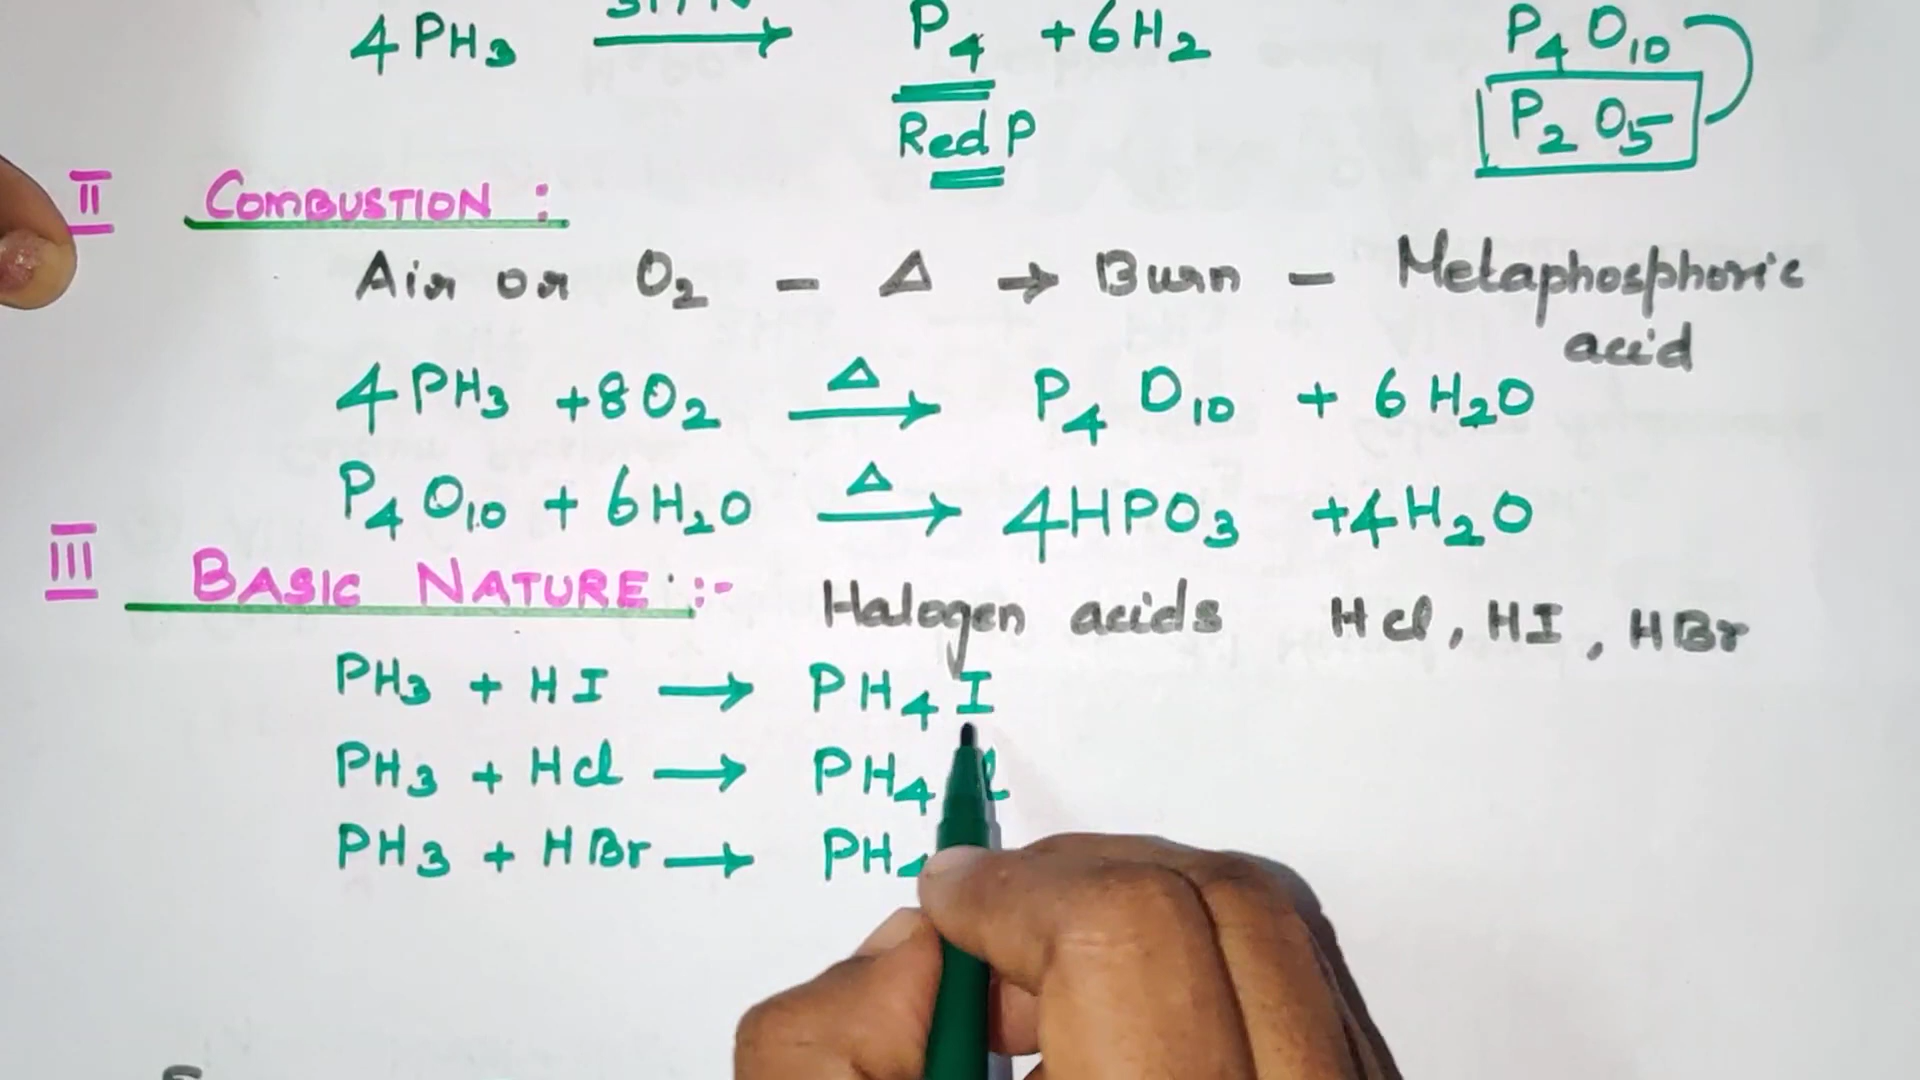 4PH₃ → P₄ + 6H₂ P₄O₁₀
Red P P₂O₅
II COMBUSTION :
Air or O₂ - Δ → Burn - Metaphosphoric
acid
4PH₃ + 8O₂ Δ→ P₄O₁₀ + 6H₂O
P₄O₁₀ + 6H₂O Δ→ 4HPO₃ + 4H₂O
III BASIC NATURE :- Halogen acids HCl, HI, HBr
PH₃ + HI → PH₄I
PH₃ + HCl → PH₄
PH₃ + HBr → PH₄